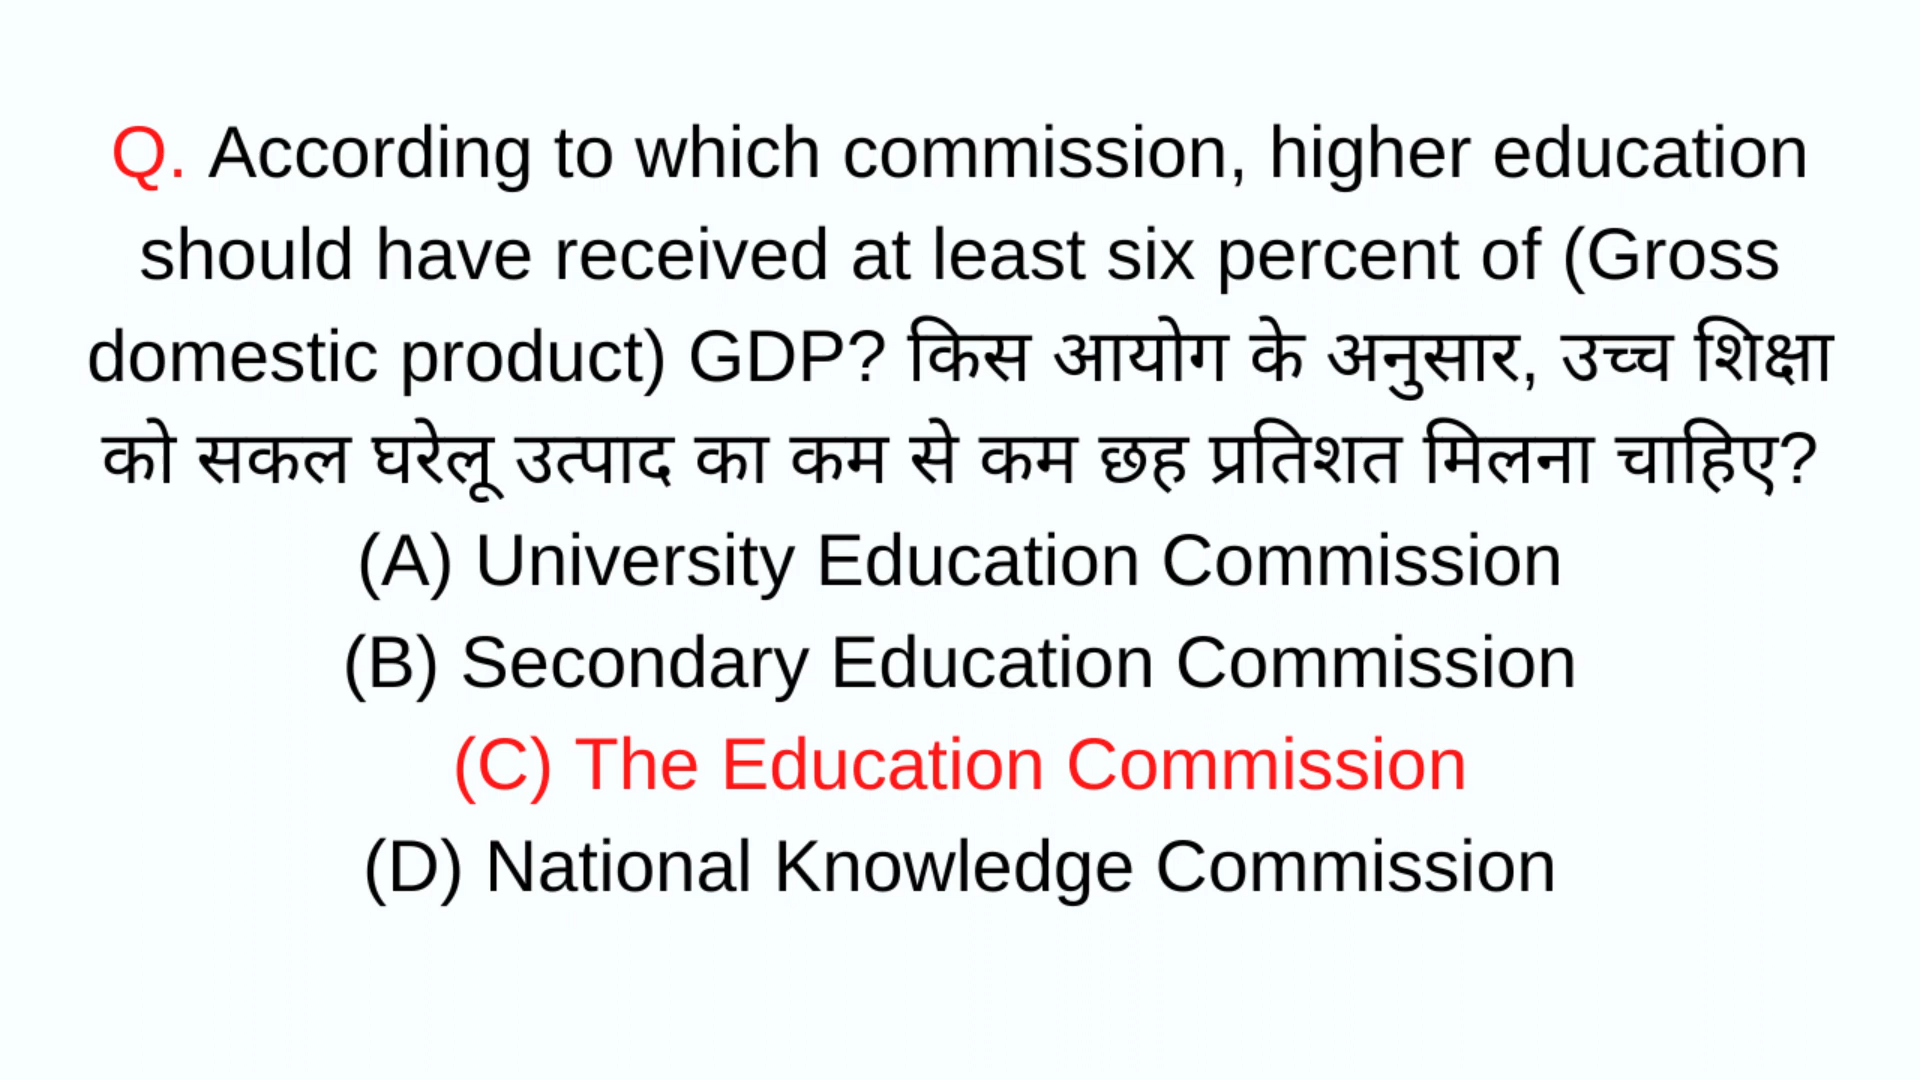 Q. According to which commission, higher education
should have received at least six percent of (Gross
domestic product) GDP? किस आयोग के अनुसार, उच्च शिक्षा
को सकल घरेलू उत्पाद का कम से कम छह प्रतिशत मिलना चाहिए?
(A) University Education Commission
(B) Secondary Education Commission
(C) The Education Commission
(D) National Knowledge Commission